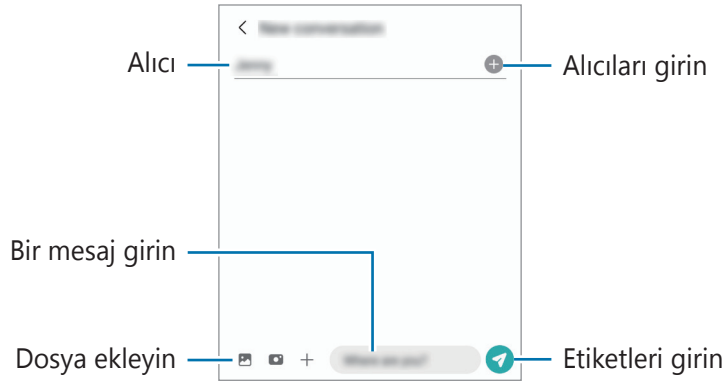 Alıcı
Alıcıları girin
Bir mesaj girin
Dosya ekleyin
Etiketleri girin